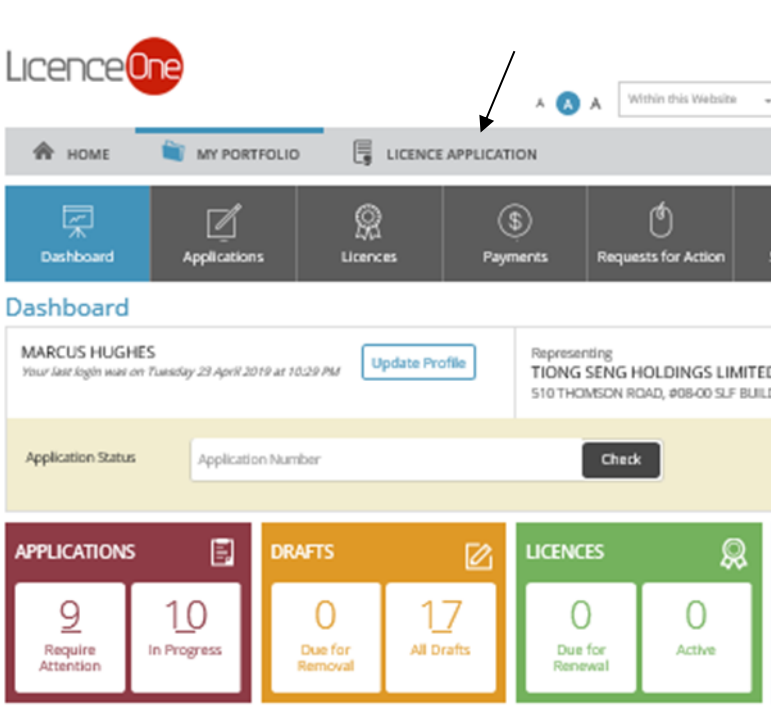 LicenceOne
A A A Within this Website
HOME MY PORTFOLIO LICENCE APPLICATION
Dashboard Applications Licences Payments Requests for Action
Dashboard
MARCUS HUGHES
Your last login was on Tuesday 23 April 2019 at 10:29 PM
Update Profile
Representing
TIONG SENG HOLDINGS LIMITED
510 THOMSON ROAD, #08-00 SLF BUILD
Application Status Application Number Check
APPLICATIONS
9
Require
Attention
10
In Progress
DRAFTS
0
Due for
Removal
17
All Drafts
LICENCES
0
Due for
Renewal
0
Active